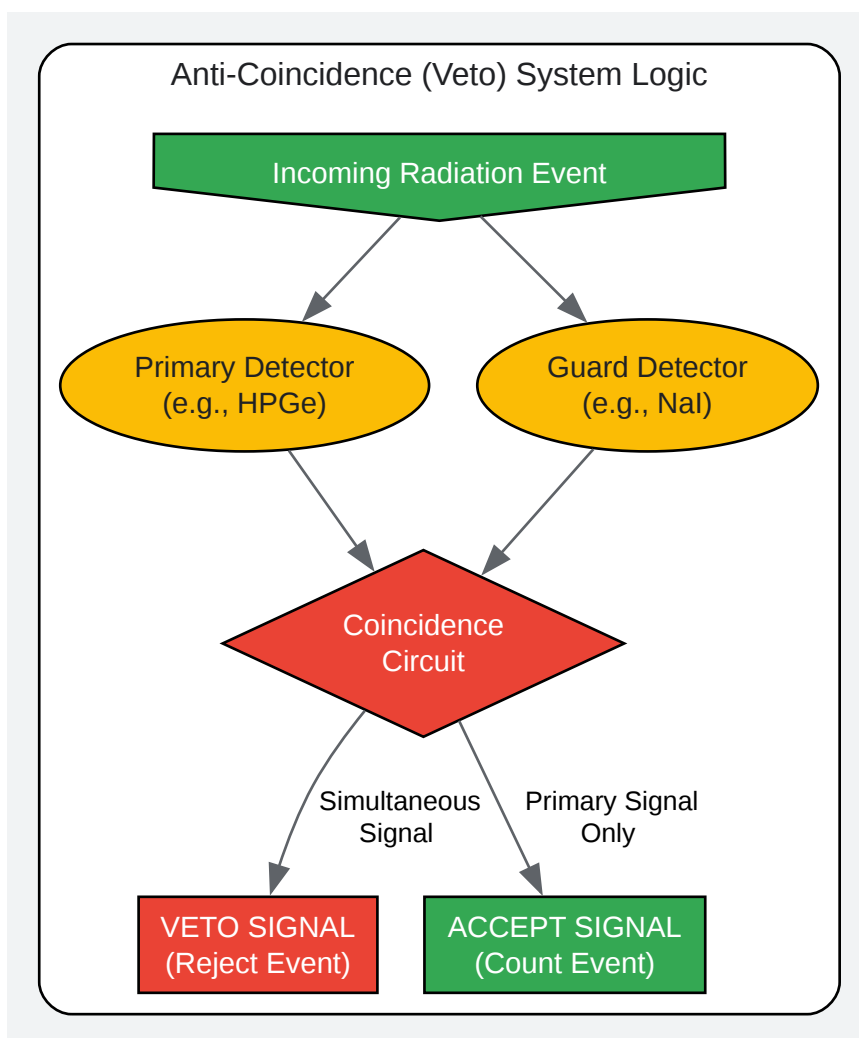 Anti-Coincidence (Veto) System Logic
Incoming Radiation Event
Primary Detector
(e.g., HPGe)
Guard Detector
(e.g., NaI)
Coincidence
Circuit
Simultaneous
Signal
Primary Signal
Only
VETO SIGNAL
(Reject Event)
ACCEPT SIGNAL
(Count Event)